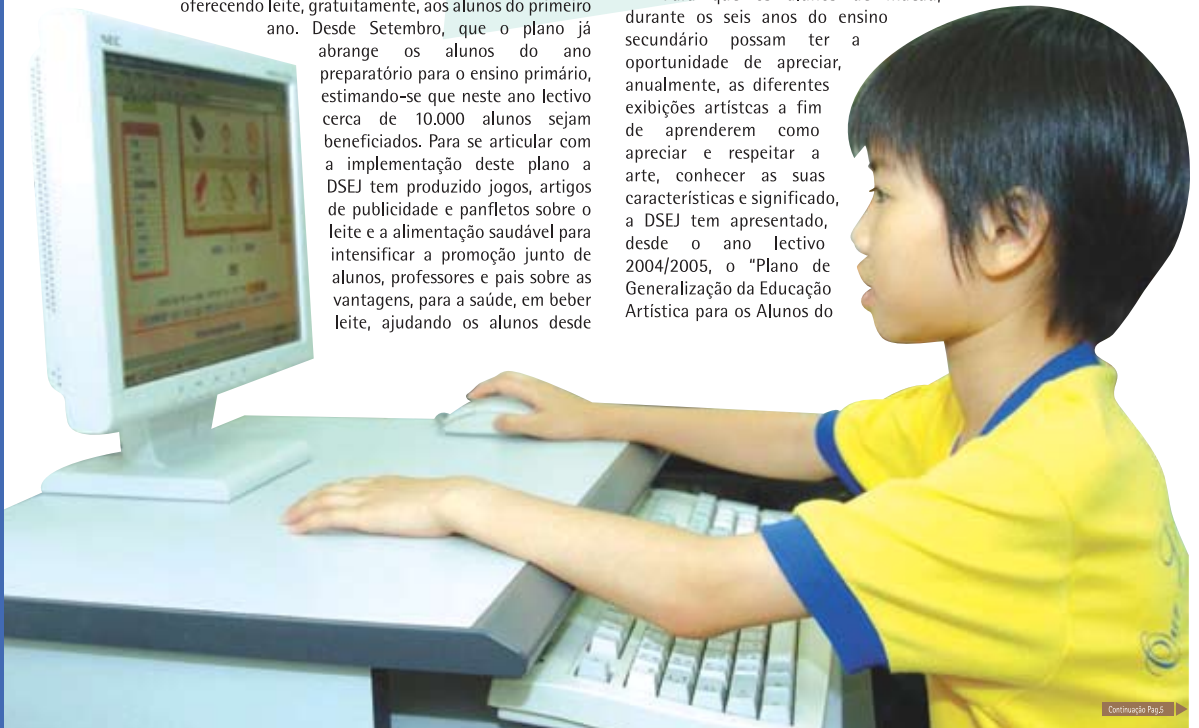 NEC
oferecendo leite, gratuitamente, aos alunos do primeiro
ano. Desde Setembro, que o plano já
abrange os alunos do ano
preparatório para o ensino primário,
estimando-se que neste ano lectivo
cerca de 10.000 alunos sejam
beneficiados. Para se articular com
a implementação deste plano a
DSEJ tem produzido jogos, artigos
de publicidade e panfletos sobre o
leite e a alimentação saudável para
intensificar a promoção junto de
alunos, professores e pais sobre as
vantagens, para a saúde, em beber
leite, ajudando os alunos desde
durante os seis anos do ensino
secundário possam ter a
oportunidade de apreciar,
anualmente, as diferentes
exibições artístcas a fim
de aprenderem como
apreciar e respeitar a
arte, conhecer as suas
características e significado,
a DSEJ tem apresentado,
desde o ano lectivo
2004/2005, o "Plano de
Generalização da Educação
Artística para os Alunos do
Our
Continuação Pag.5